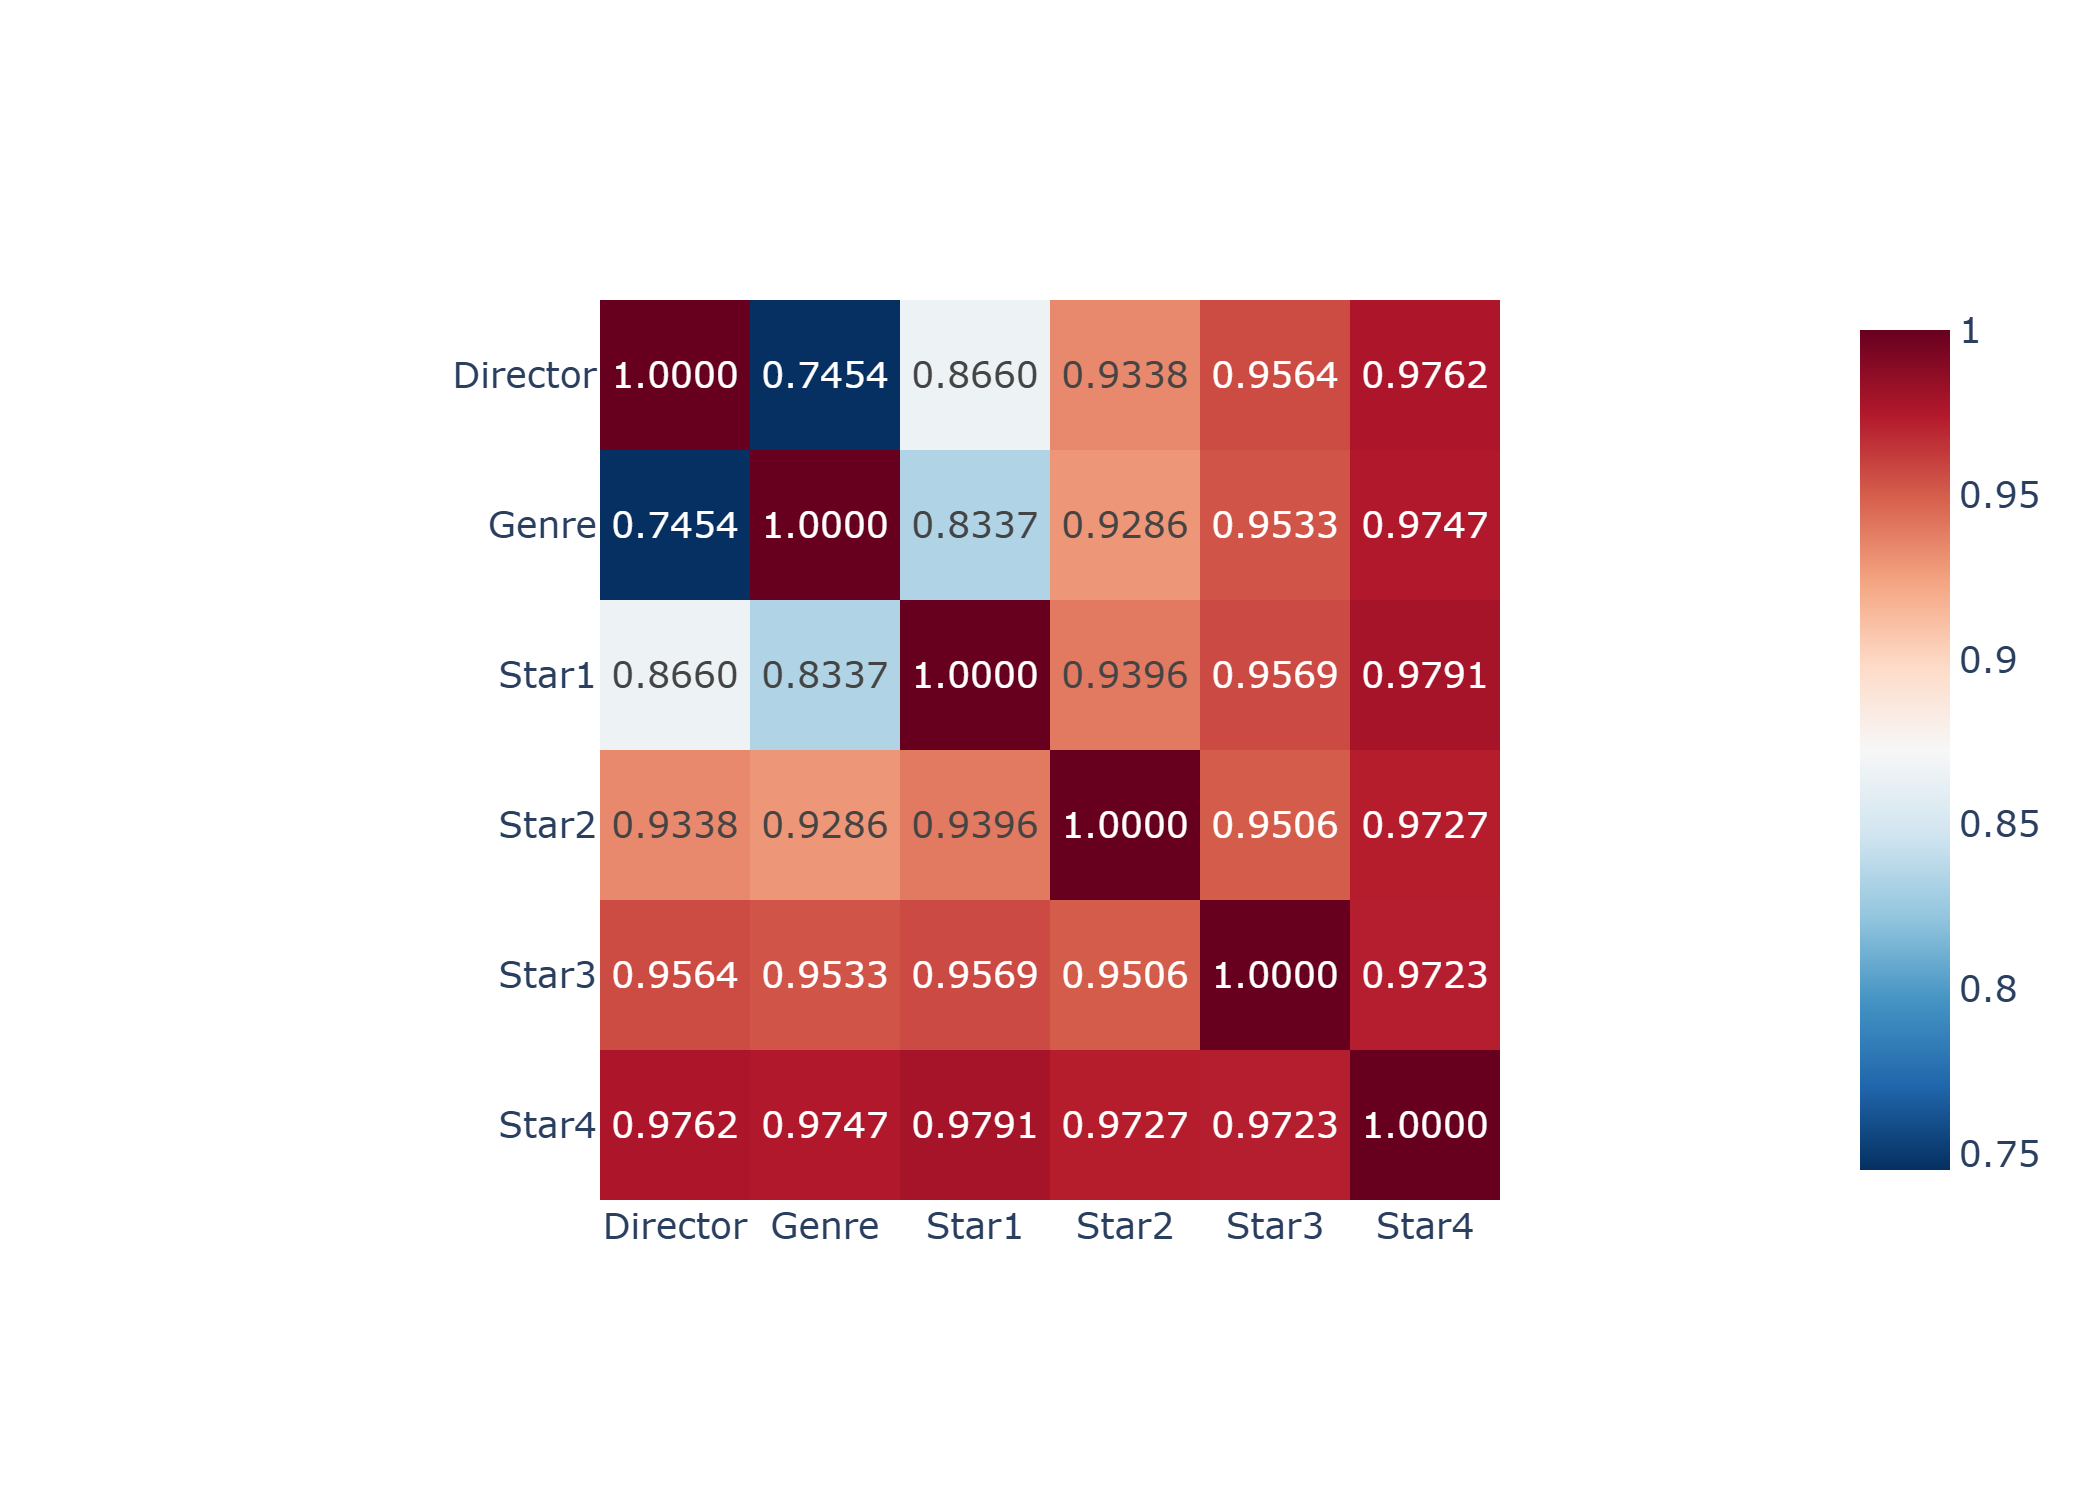 Director 1.0000 0.7454 0.8660 0.9338 0.9564 0.9762
Genre 0.7454 1.0000 0.8337 0.9286 0.9533 0.9747
Star1 0.8660 0.8337 1.0000 0.9396 0.9569 0.9791
Star2 0.9338 0.9286 0.9396 1.0000 0.9506 0.9727
Star3 0.9564 0.9533 0.9569 0.9506 1.0000 0.9723
Star4 0.9762 0.9747 0.9791 0.9727 0.9723 1.0000
Director Genre Star1 Star2 Star3 Star4
1
0.95
0.9
0.85
0.8
0.75